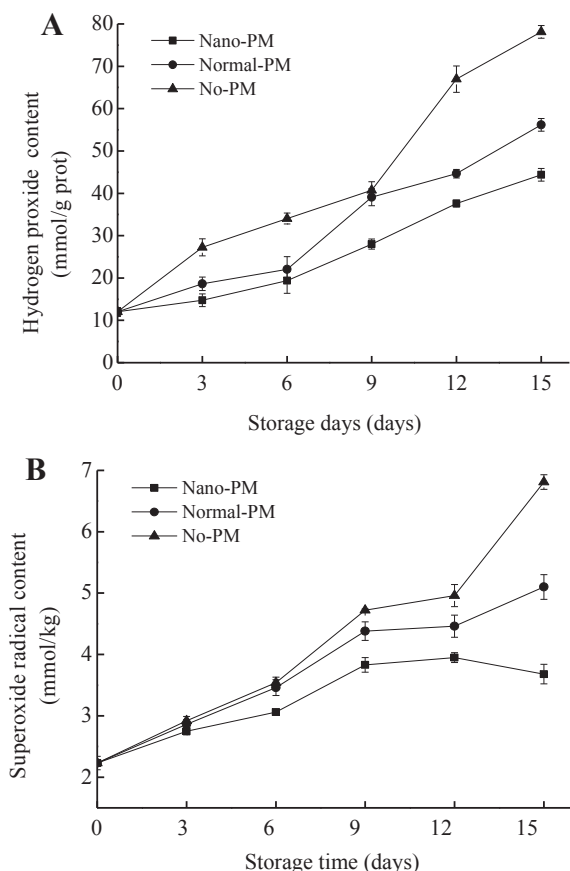 A
Nano-PM
Normal-PM
No-PM
80
70
60
50
40
30
20
10
0
Hydrogen proxide content
(mmol/g prot)
0 3 6 9 12 15
Storage days (days)
B
Nano-PM
Normal-PM
No-PM
7
6
5
4
3
2
Superoxide radical content
(mmol/kg)
0 3 6 9 12 15
Storage time (days)